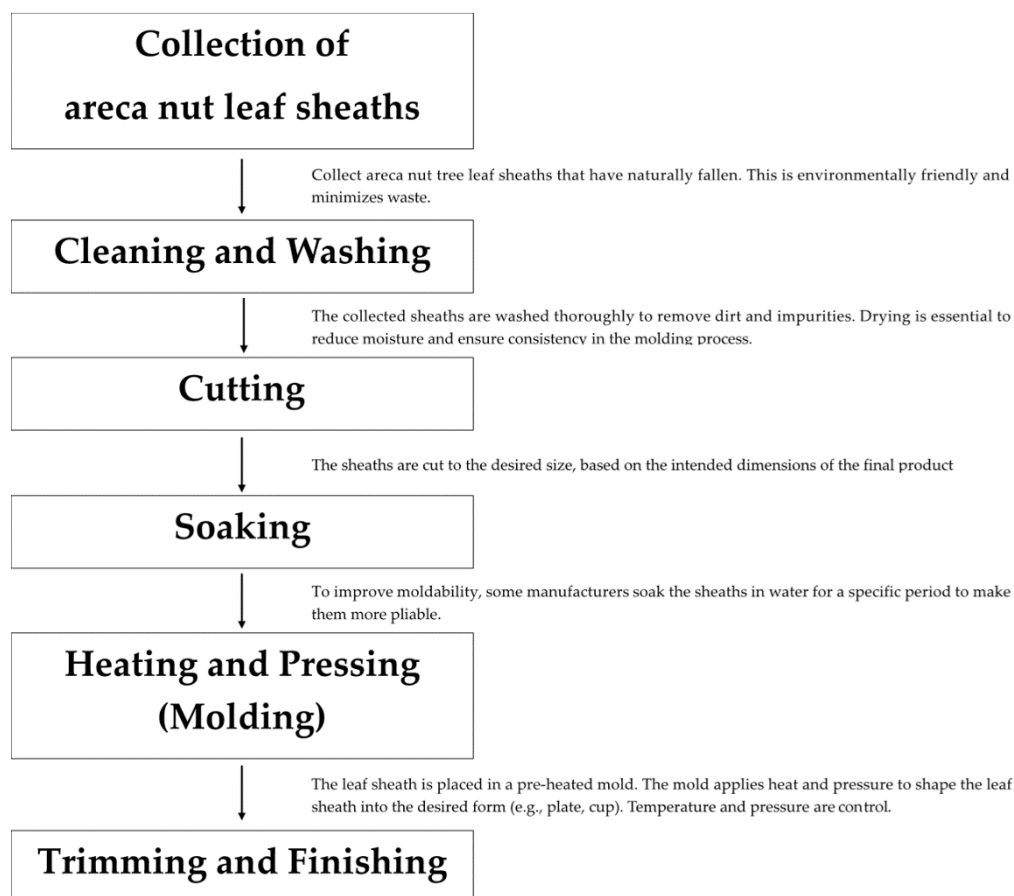 Collection of
areca nut leaf sheaths
Collect areca nut tree leaf sheaths that have naturally fallen. This is environmentally friendly and
minimizes waste.
Cleaning and Washing
The collected sheaths are washed thoroughly to remove dirt and impurities. Drying is essential to
reduce moisture and ensure consistency in the molding process.
Cutting
The sheaths are cut to the desired size, based on the intended dimensions of the final product
Soaking
To improve moldability, some manufacturers soak the sheaths in water for a specific period to make
them more pliable.
Heating and Pressing
(Molding)
The leaf sheath is placed in a pre-heated mold. The mold applies heat and pressure to shape the leaf
sheath into the desired form (e.g., plate, cup). Temperature and pressure are control.
Trimming and Finishing